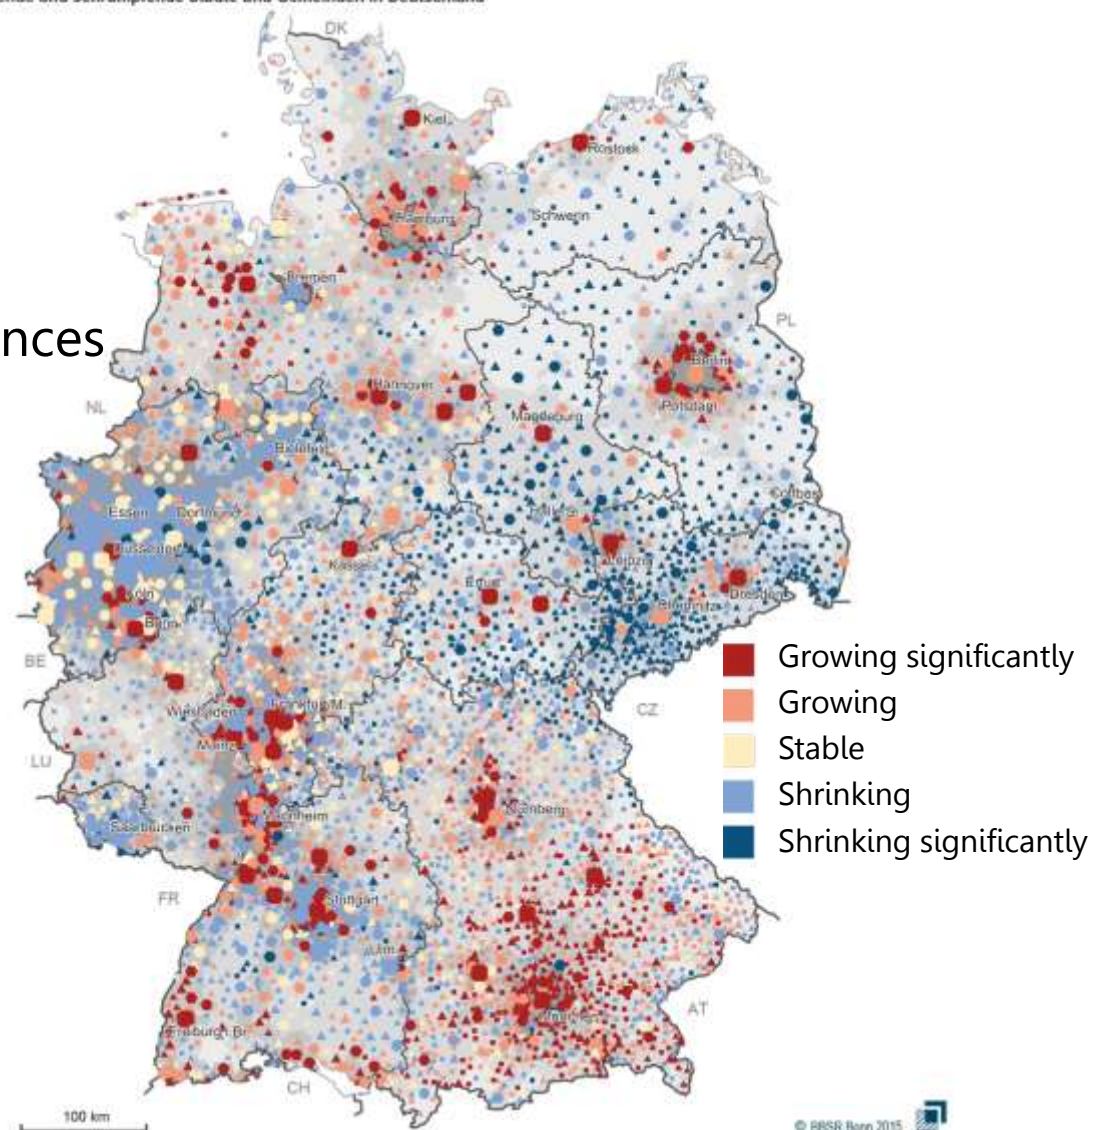 DK
Kiel
Rostock
Hamburg
Schwerin
Bremen
PL
nces
Berlin
Hannover
Potsdam
NL
Magdeburg
Bielefeld
Cottbus
Essen Dortmund
Halle/S.
Düsseldorf
Leipzig
Kassel
Erfurt
Dresden
Köln
Chemnitz
Bonn
Growing significantly
BE
Growing
Wiesbaden Frankfurt/M.
CZ
Mainz
Stable
LU
Shrinking
Nürnberg
Mannheim
Saarbrücken
Shrinking significantly
FR
Stuttgart
Ulm
AT
München
Freiburg i.Br.
CH
100 km
© BBSR Bonn 2015